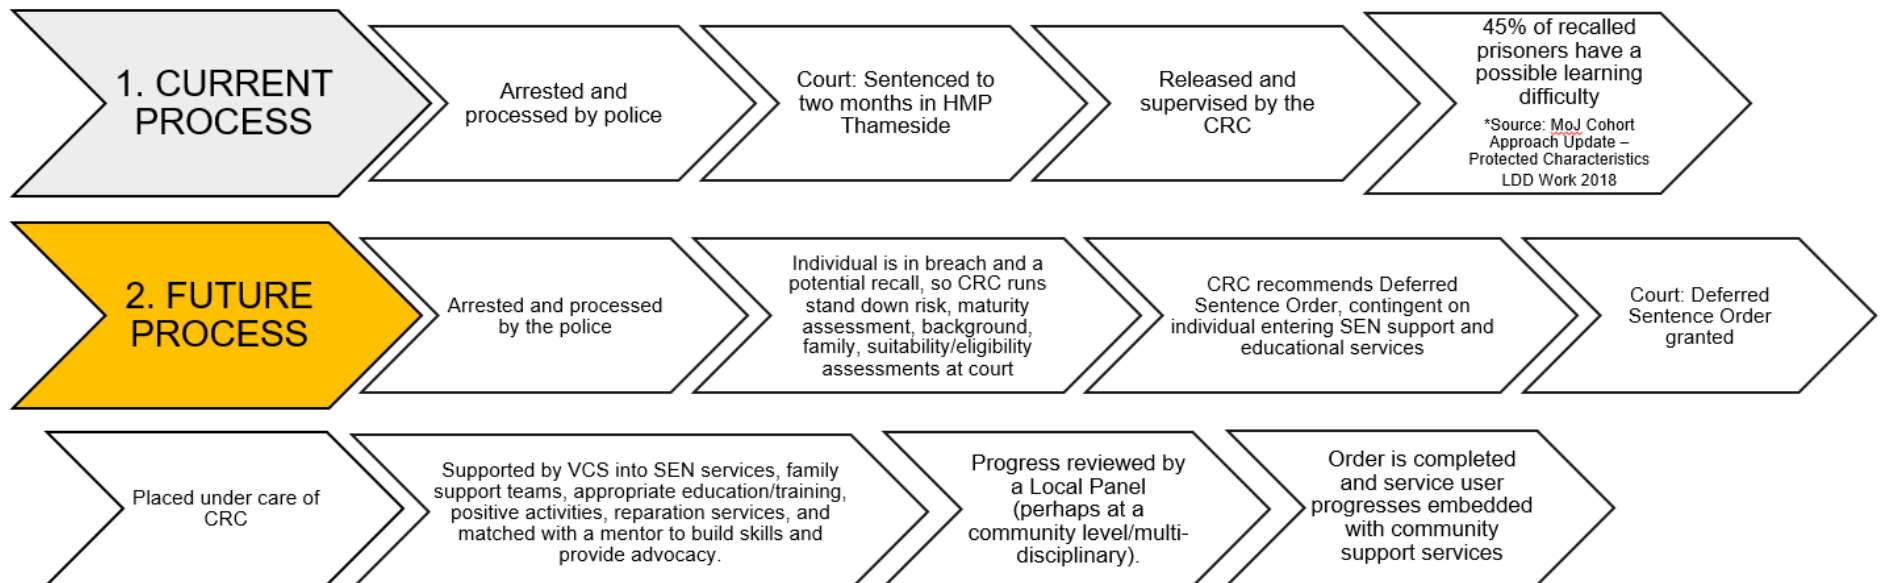 1. CURRENT
PROCESS
Arrested and
processed by police
Court: Sentenced to
two months in HMP
Thameside
Released and
supervised by the
CRC
45% of recalled
prisoners have a
possible learning
difficulty
*Source: MoJ Cohort
Approach Update –
Protected Characteristics
LDD Work 2018
2. FUTURE
PROCESS
Arrested and processed
by the police
Individual is in breach and a
potential recall, so CRC runs
stand down risk, maturity
assessment, background,
family, suitability/eligibility
assessments at court
CRC recommends Deferred
Sentence Order, contingent on
individual entering SEN support and
educational services
Court: Deferred
Sentence Order
granted
Placed under care of
CRC
Supported by VCS into SEN services, family
support teams, appropriate education/training,
positive activities, reparation services, and
matched with a mentor to build skills and
provide advocacy.
Progress reviewed by
a Local Panel
(perhaps at a
community level/multi-
disciplinary).
Order is completed
and service user
progresses embedded
with community
support services